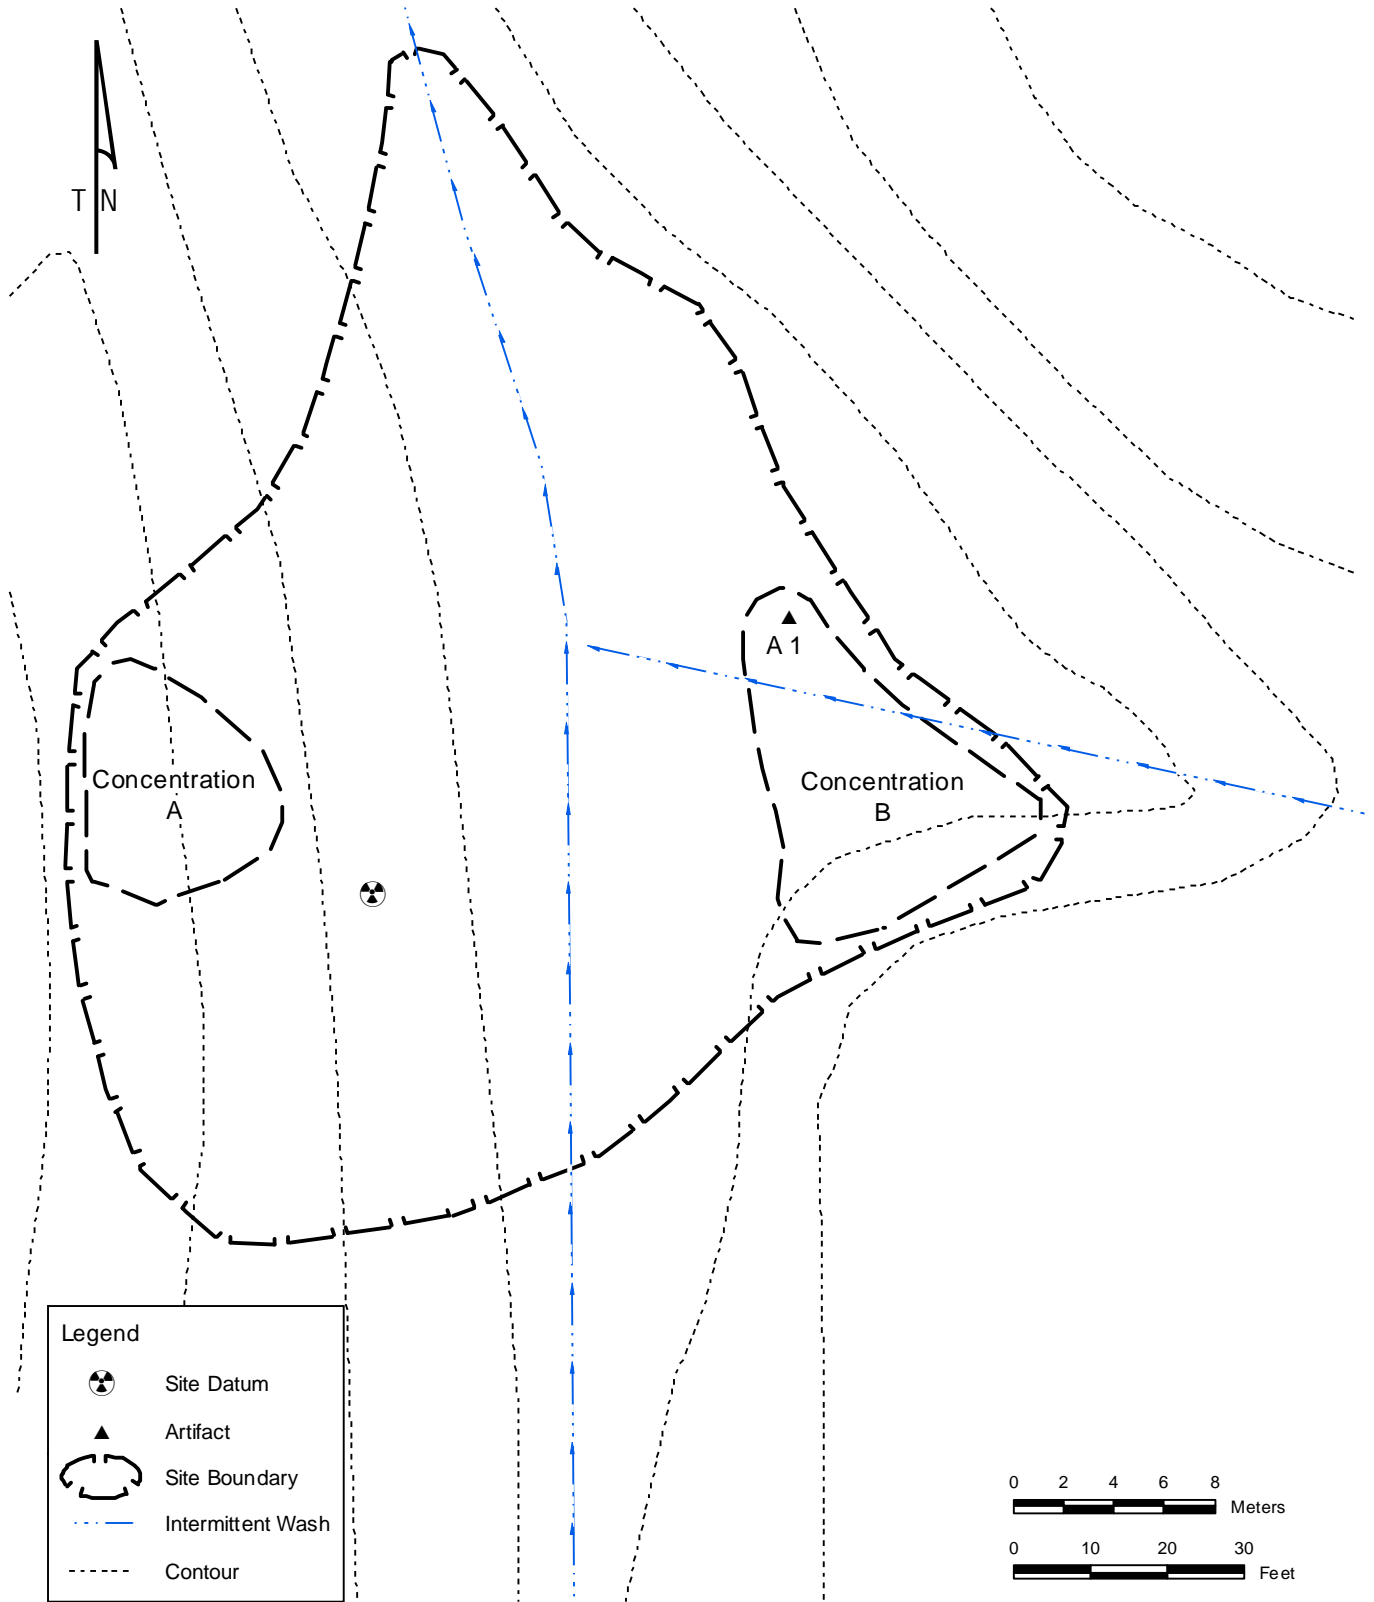 T N
A 1
Concentration
A
Concentration
B
Legend
Site Datum
Artifact
Site Boundary
Intermittent Wash
Contour
0 2 4 6 8
Meters
0 10 20 30
Feet